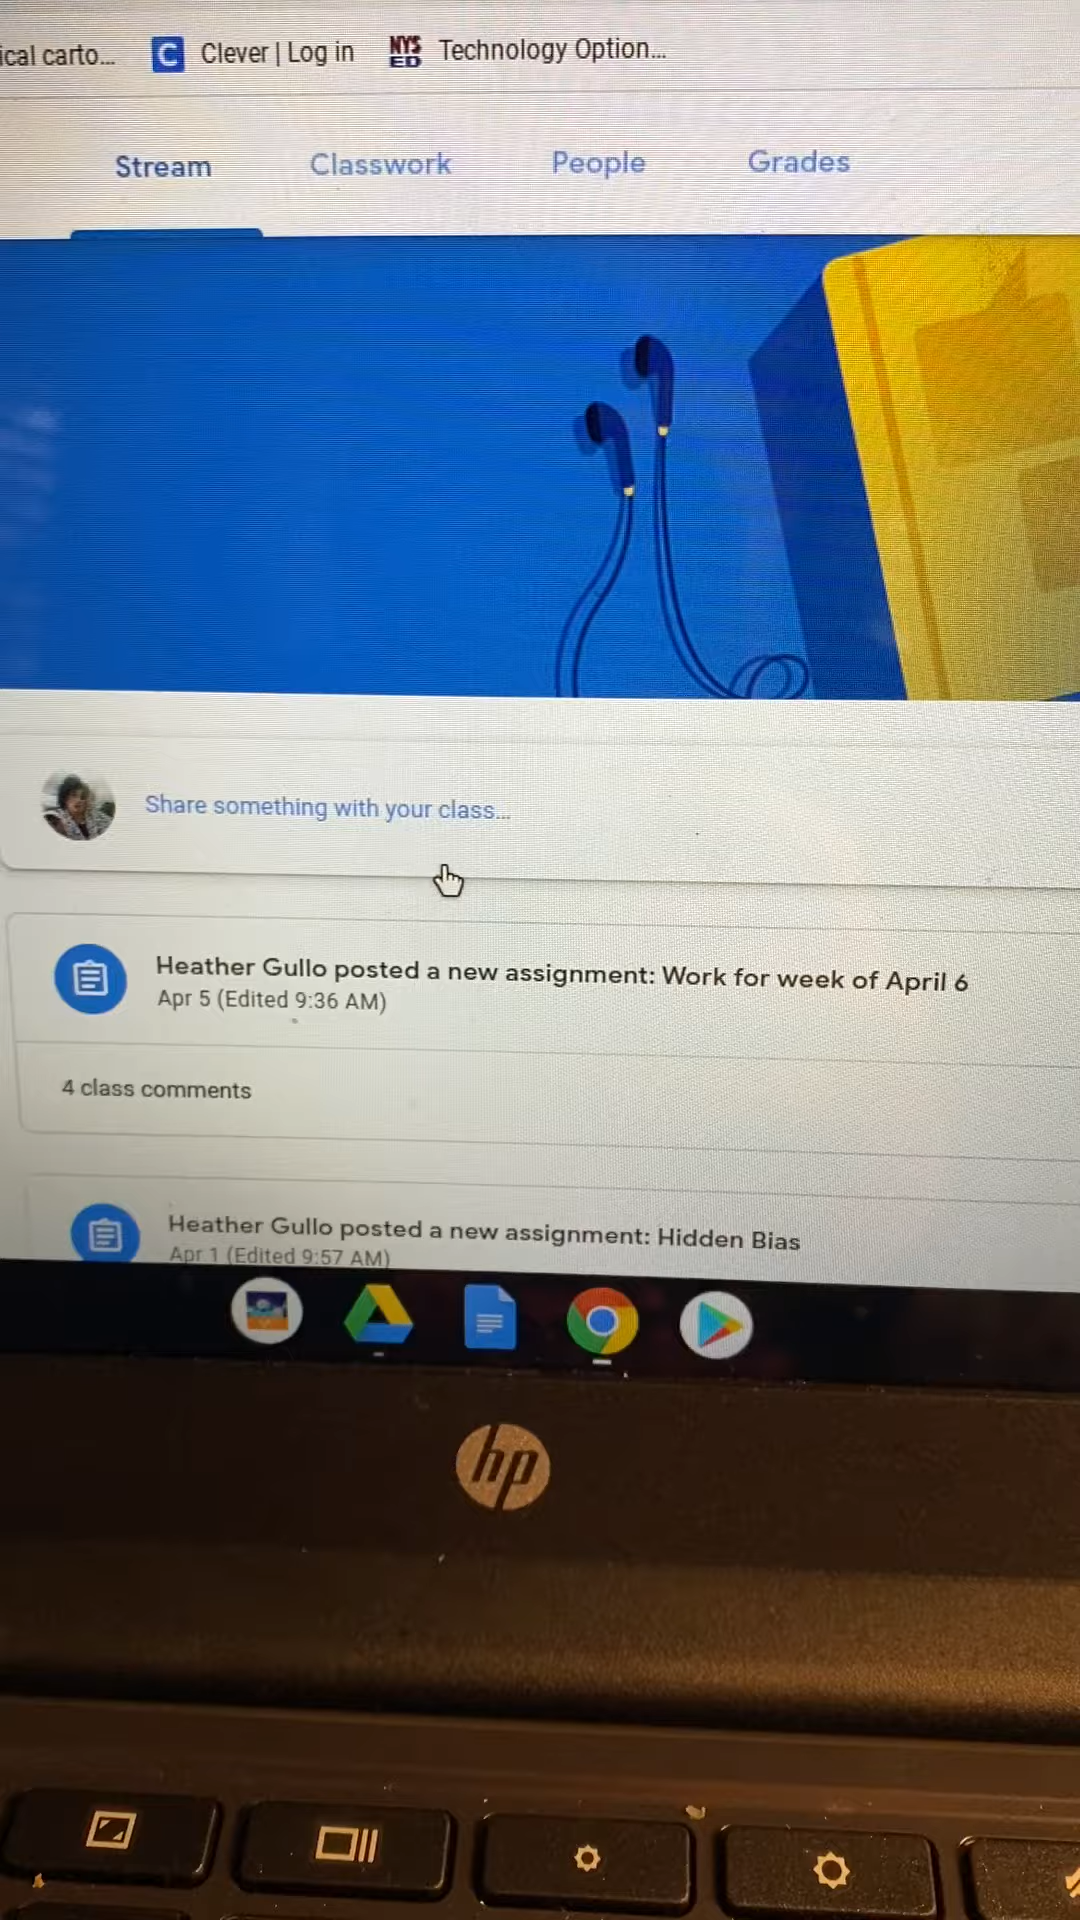 ical carto...
Clever | Log in
NYS
ED
Technology Option...
Stream
Classwork
People
Grades
Share something with your class...
Heather Gullo posted a new assignment: Work for week of April 6
Apr 5 (Edited 9:36 AM)
4 class comments
Heather Gullo posted a new assignment: Hidden Bias
Apr 1 (Edited 9:57 AM)
hp